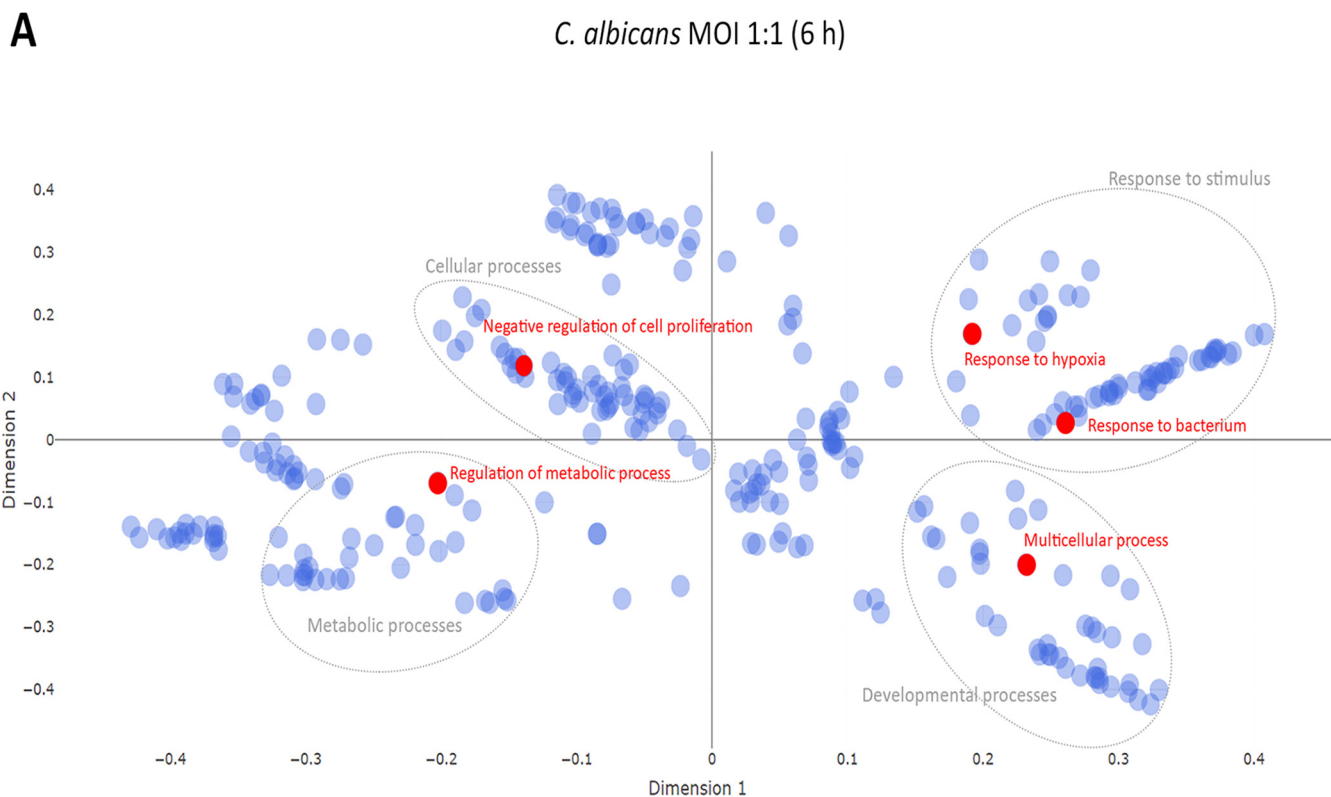 A
C. albicans MOI 1:1 (6 h)
Response to stimulus
0.4
0.3
Cellular processes
0.2
Negative regulation of cell proliferation
Response to hypoxia
0.1
Response to bacterium
Dimension 2
0
Regulation of metabolic process
−0.1
Multicellular process
−0.2
Metabolic processes
−0.3
Developmental processes
−0.4
−0.4 −0.3 −0.2 −0.1 0 0.1 0.2 0.3 0.4
Dimension 1